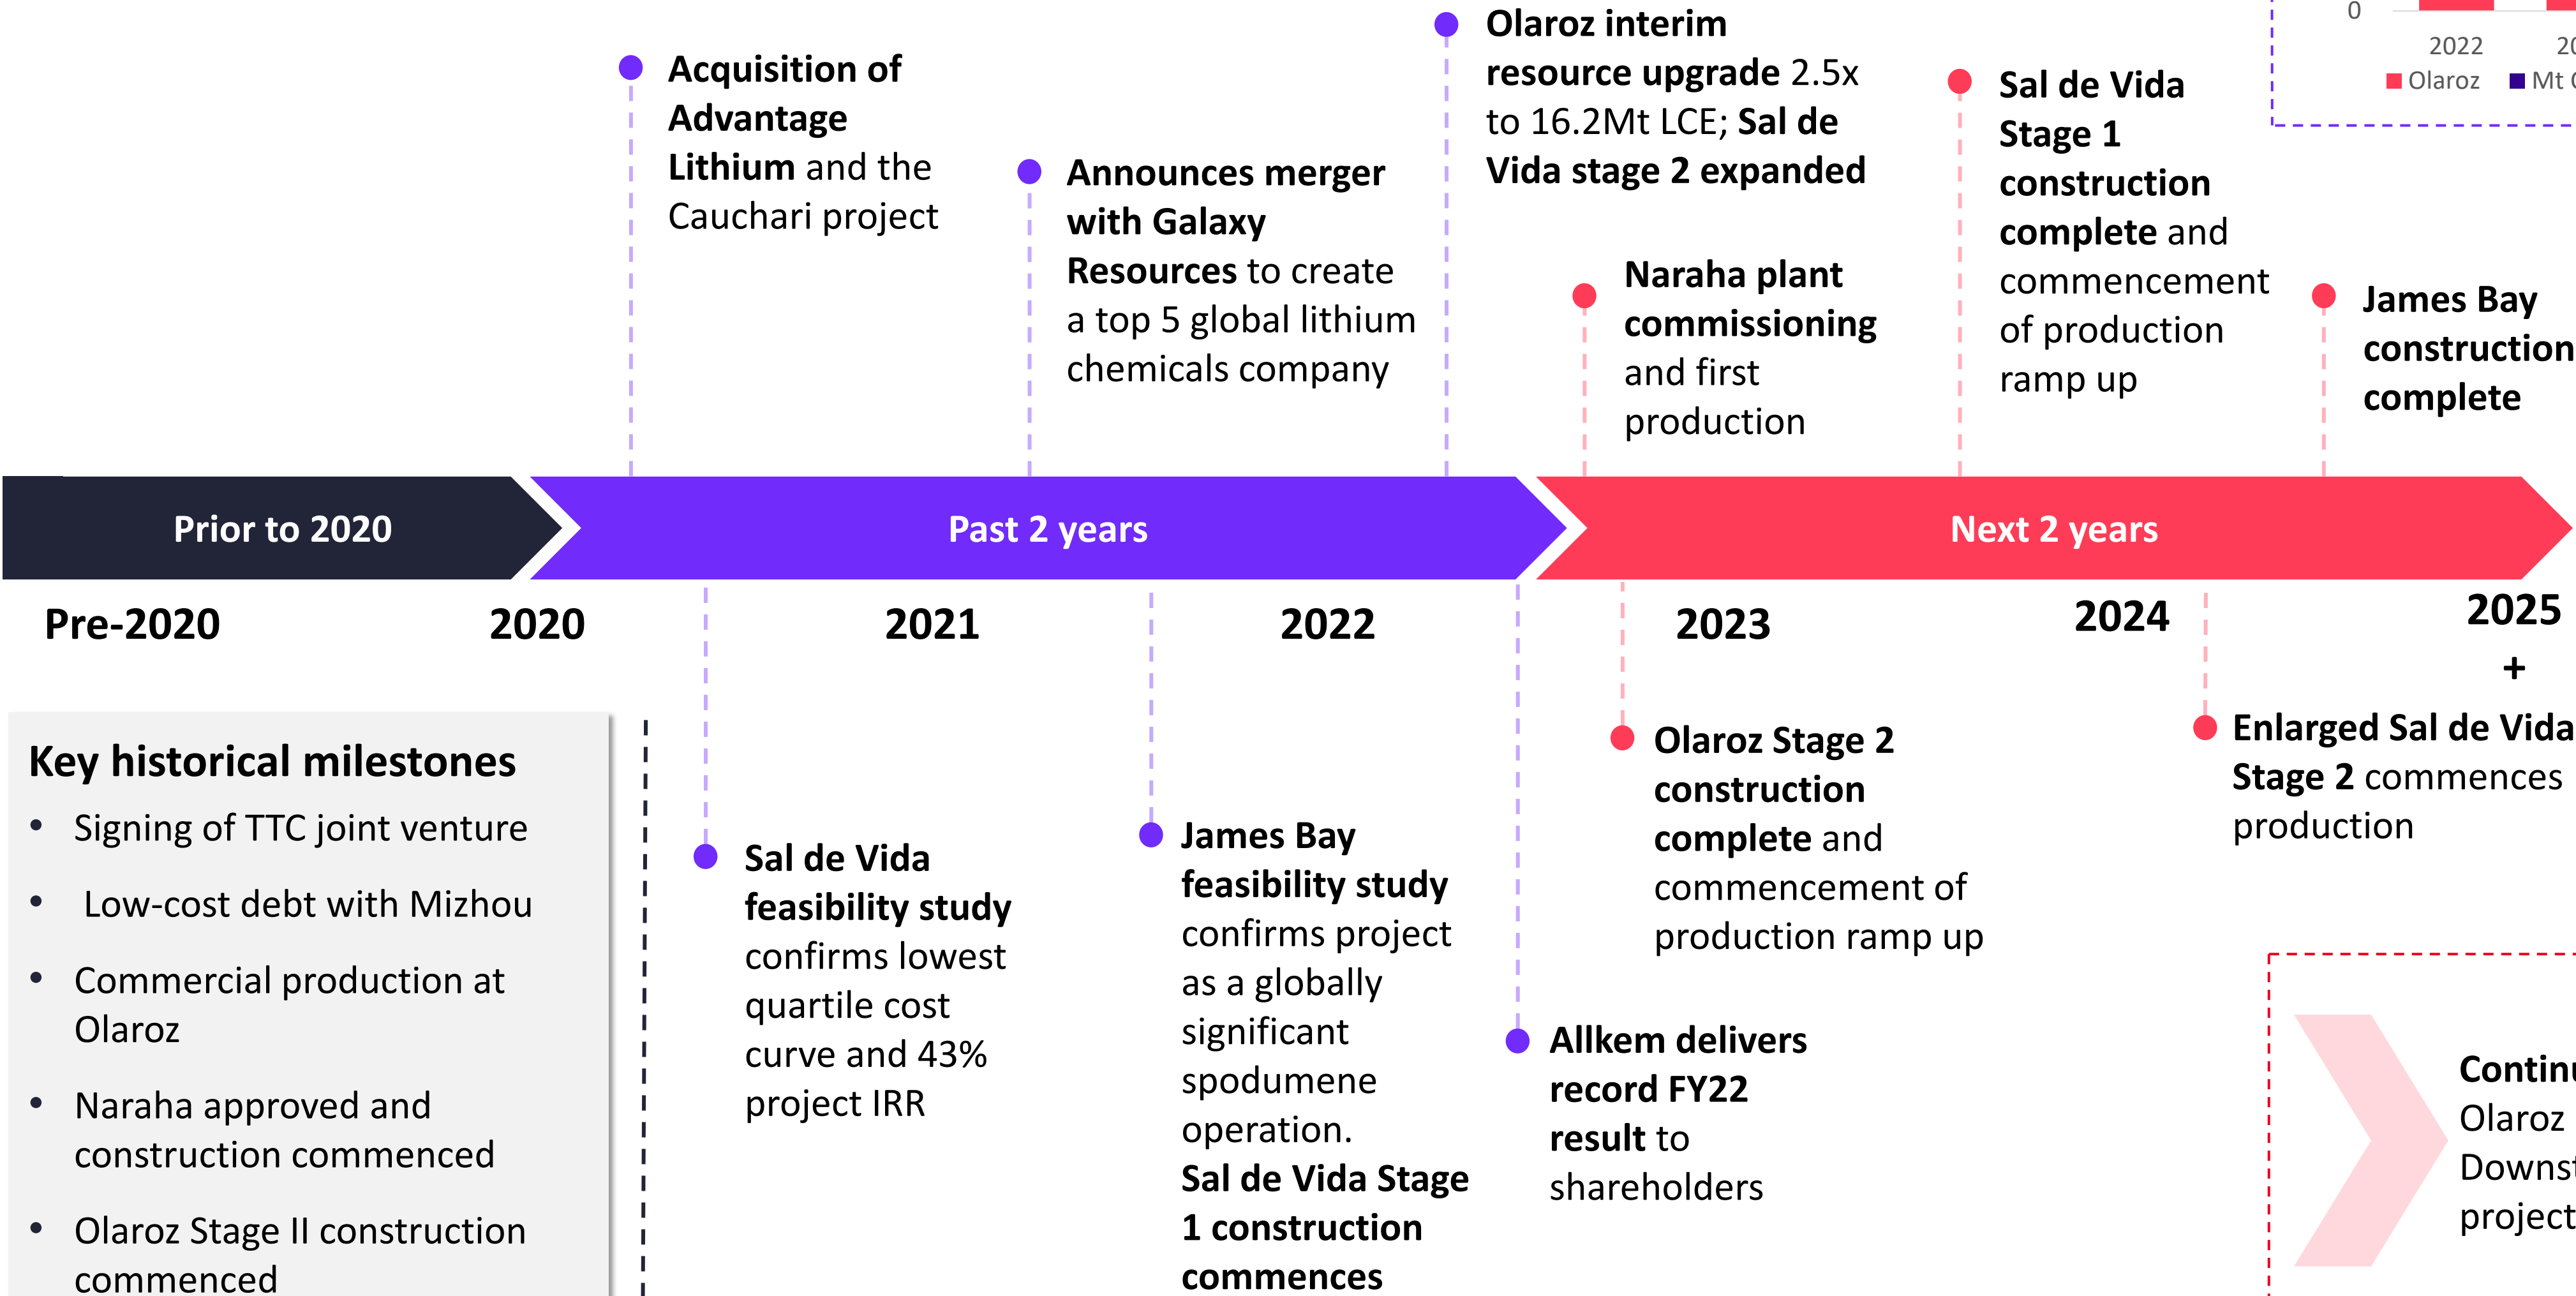 Acquisition of
Advantage
Lithium and the
Cauchari project
Announces merger
with Galaxy
Resources to create
a top 5 global lithium
chemicals company
Olaroz interim
resource upgrade 2.5x
to 16.2Mt LCE; Sal de
Vida stage 2 expanded
Naraha plant
commissioning
and first
production
Sal de Vida
Stage 1
construction
complete and
commencement
of production
ramp up
0
2022
Olaroz
Mt
James Bay
construction
complete
Prior to 2020
Past 2 years
Next 2 years
Pre-2020
2020
2021
2022
2023
2024
2025
+
Key historical milestones
• Signing of TTC joint venture
• Low-cost debt with Mizhou
• Commercial production at
Olaroz
• Naraha approved and
construction commenced
• Olaroz Stage II construction
commenced
Sal de Vida
feasibility study
confirms lowest
quartile cost
curve and 43%
project IRR
James Bay
feasibility study
confirms project
as a globally
significant
spodumene
operation.
Sal de Vida Stage
1 construction
commences
Allkem delivers
record FY22
result to
shareholders
Olaroz Stage 2
construction
complete and
commencement of
production ramp up
Enlarged Sal de Vida
Stage 2 commences
production
Olaroz
project